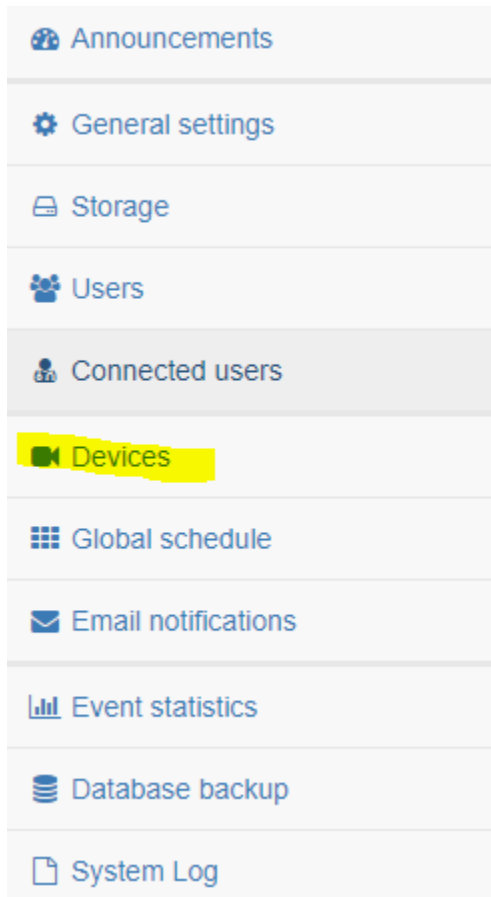 Announcements
General settings
Storage
Users
Connected users
Devices
Global schedule
Email notifications
Event statistics
Database backup
System Log